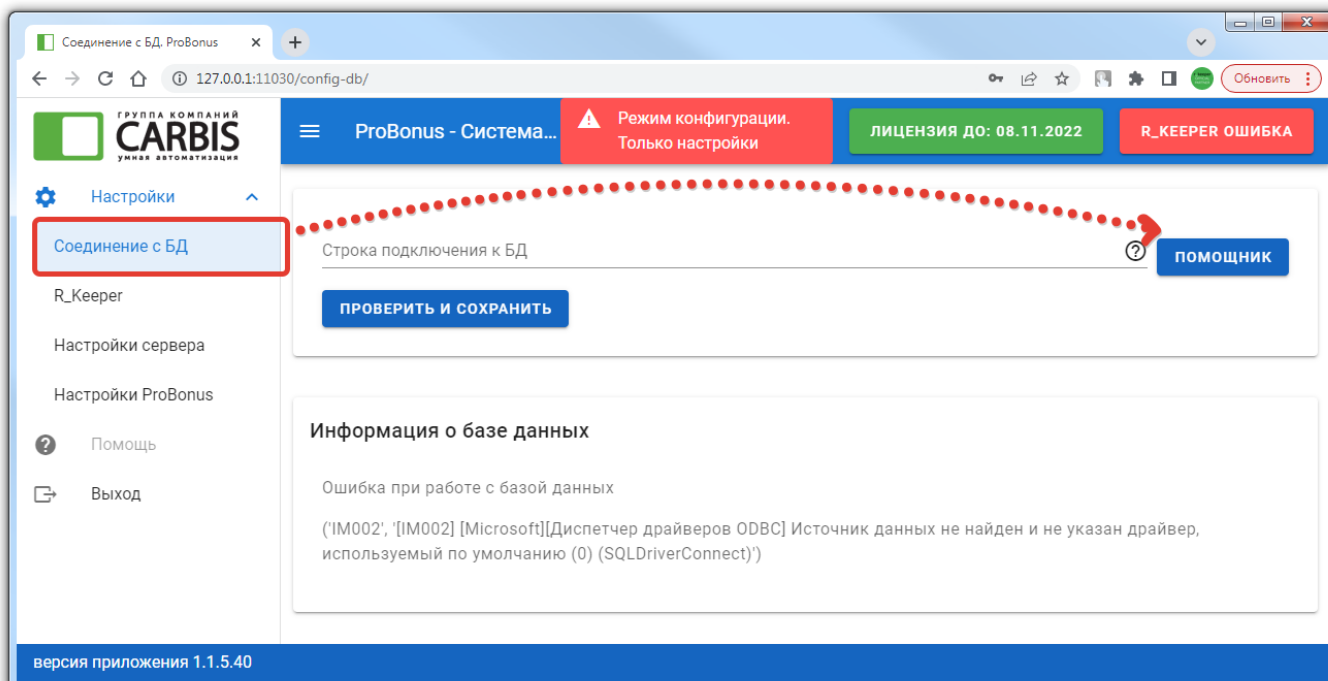 Соединение с БД. ProBonus
127.0.0.1:11030/config-db/
Обновить
ГРУППА КОМПАНИЙ
CARBIS
умная автоматизация
ProBonus - Система...
Режим конфигурации.
Только настройки
ЛИЦЕНЗИЯ ДО: 08.11.2022
R_KEEPER ОШИБКА
Настройки
Соединение с БД
R_Keeper
Настройки сервера
Настройки ProBonus
Помощь
Выход
Строка подключения к БД
ПОМОЩНИК
ПРОВЕРИТЬ И СОХРАНИТЬ
Информация о базе данных
Ошибка при работе с базой данных
('IM002', '[IM002] [Microsoft][Диспетчер драйверов ODBC] Источник данных не найден и не указан драйвер,
используемый по умолчанию (0) (SQLDriverConnect)')
версия приложения 1.1.5.40